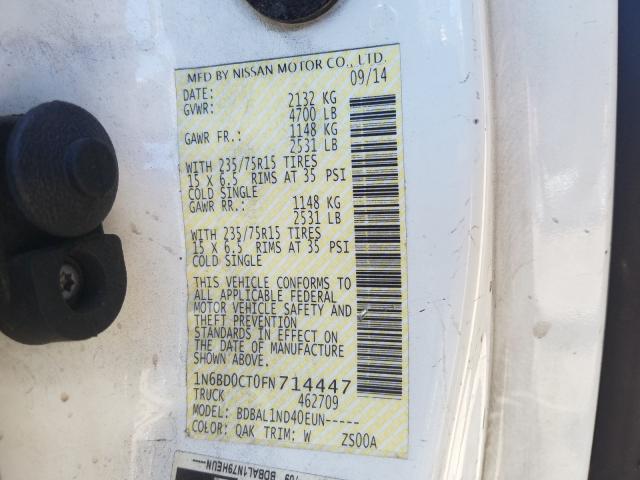 MFD BY NISSAN MOTOR CO., LTD.
DATE: 09/14
GVWR: 2132 KG
4700 LB
GAWR FR.: 1148 KG
2531 LB
WITH 235/75R15 TIRES
15 X 6.5 RIMS AT 35 PSI
COLD SINGLE
GAWR RR.: 1148 KG
2531 LB
WITH 235/75R15 TIRES
15 X 6.5 RIMS AT 35 PSI
COLD SINGLE
THIS VEHICLE CONFORMS TO
ALL APPLICABLE FEDERAL
MOTOR VEHICLE SAFETY AND
THEFT PREVENTION
STANDARDS IN EFFECT ON
THE DATE OF MANUFACTURE
SHOWN ABOVE.
1N6BD0CT0FN714447
TRUCK 462709
MODEL: BDBAL1ND40EUN-----
COLOR: QAK TRIM: W ZS00A
709 BDBAL1N79HEUN